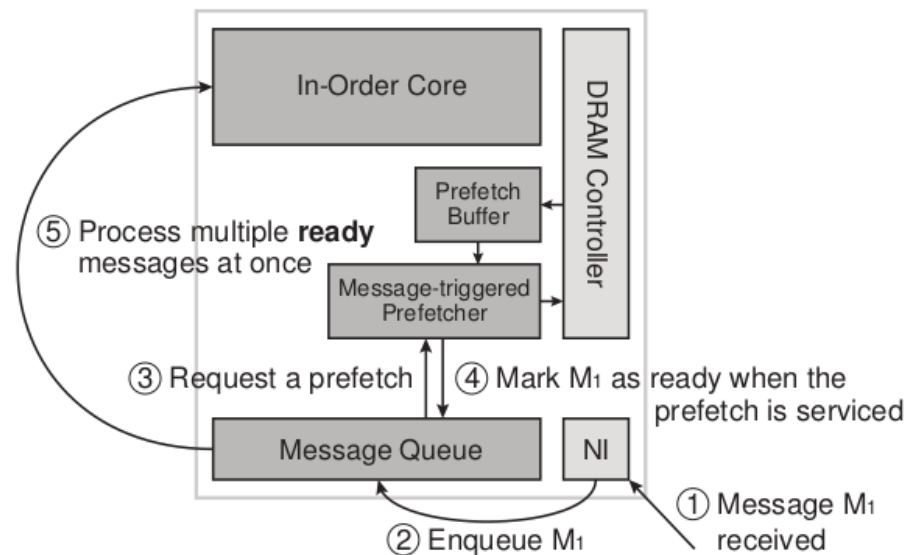 In-Order Core
DRAM Controller
Prefetch
Buffer
⑤ Process multiple ready
messages at once
Message-triggered
Prefetcher
③ Request a prefetch
④ Mark M1 as ready when the
prefetch is serviced
Message Queue
NI
① Message M1
received
② Enqueue M1